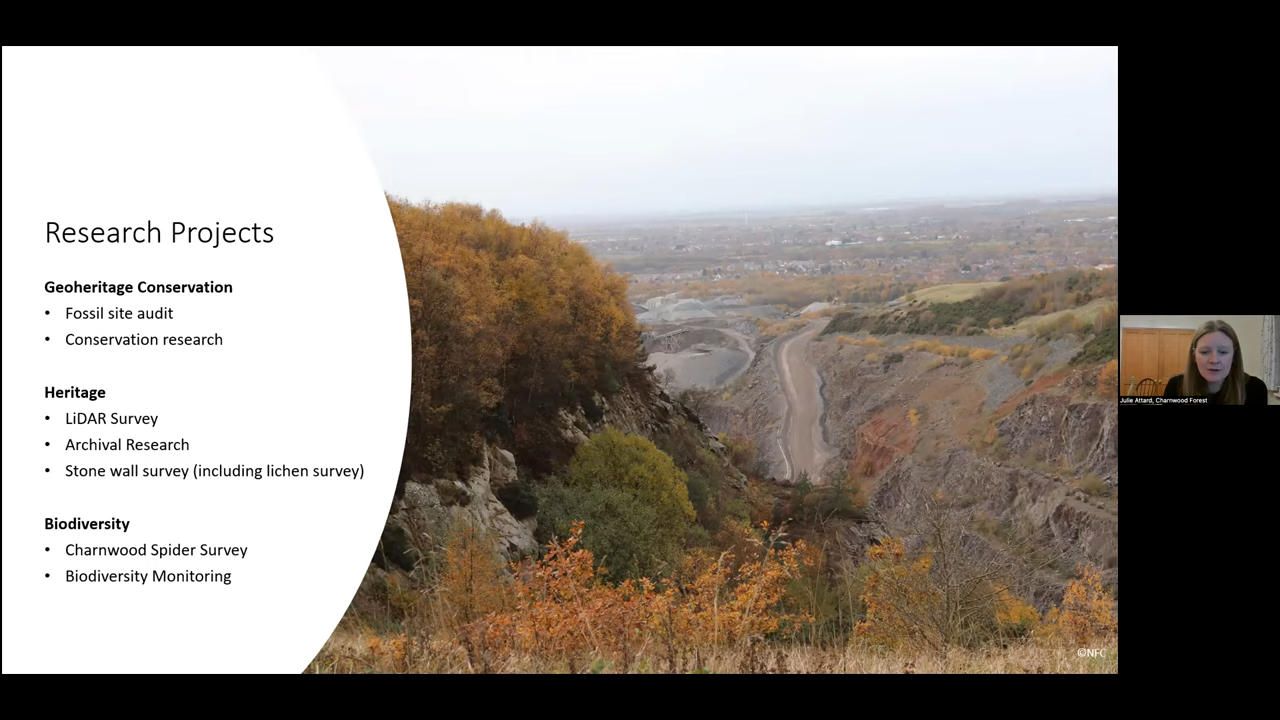 Research Projects
Geoheritage Conservation
• Fossil site audit
• Conservation research
Heritage
• LiDAR Survey
• Archival Research
• Stone wall survey (including lichen survey)
Biodiversity
• Charnwood Spider Survey
• Biodiversity Monitoring
©NFC
Julie Attard, Charnwood Forest